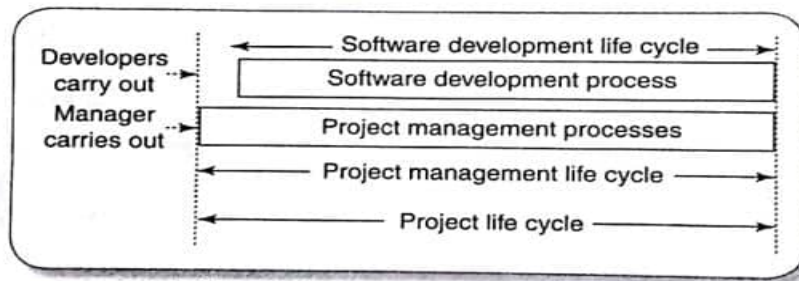 Software development life cycle
Developers
carry out
Software development process
Manager
carries out
Project management processes
Project management life cycle
Project life cycle